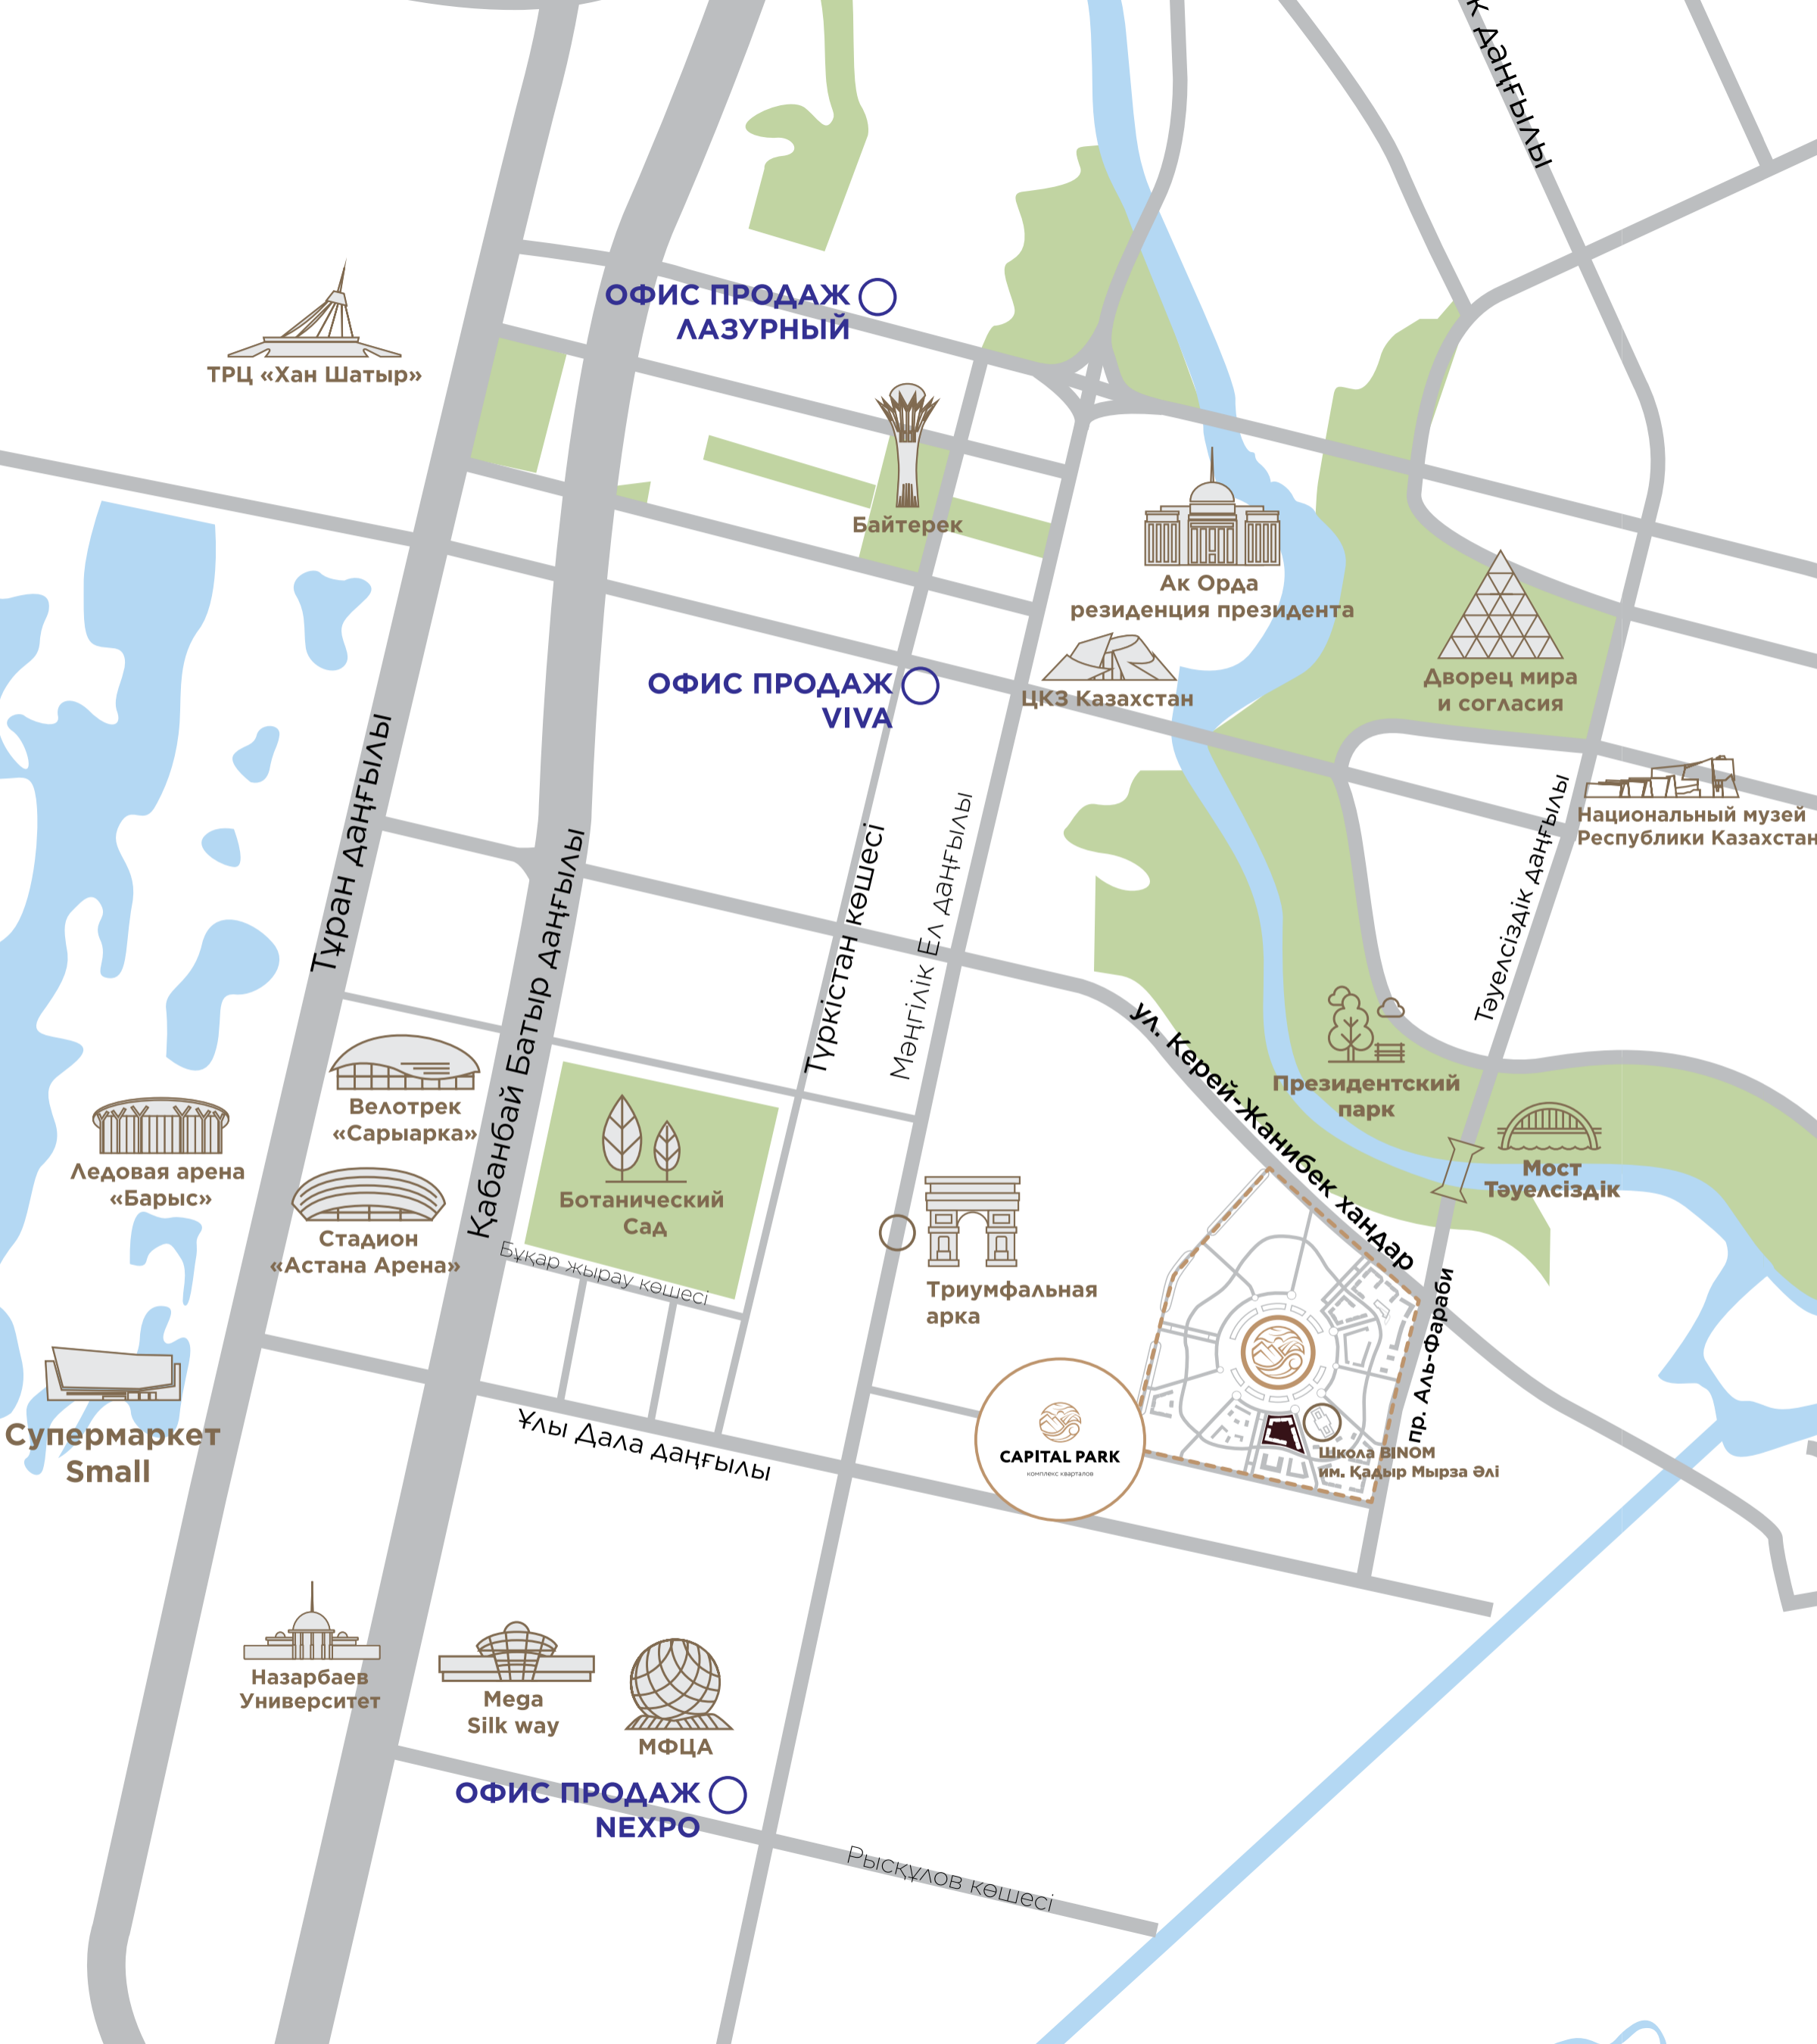 к даңғылы
ОФИС ПРОДАЖ
ЛАЗУРНЫЙ
ТРЦ «Хан Шатыр»
Байтерек
Ак Орда
резиденция президента
ОФИС ПРОДАЖ
VIVA
ЦКЗ Казахстан
Дворец мира
и согласия
Национальный музей
Республики Казахстан
Тұран даңғылы
Қабанбай Батыр даңғылы
Түркістан көшесі
Мәңгілік Ел даңғылы
Тәуелсіздік даңғылы
ул. Керей-Жанибек хандар
Президентский
парк
Велотрек
«Сарыарка»
Ледовая арена
«Барыс»
Стадион
«Астана Арена»
Ботанический
Сад
Бұқар жырау көшесі
Мост
Тәуелсіздік
Триумфальная
арка
пр. Аль-Фараби
Супермаркет
Small
Ұлы Дала даңғылы
CAPITAL PARK
комплекс кварталов
Школа BINOM
им. Қадыр Мырза Әлі
Назарбаев
Университет
Mega
Silk way
МФЦА
ОФИС ПРОДАЖ
NEXPO
Рысқұлов көшесі